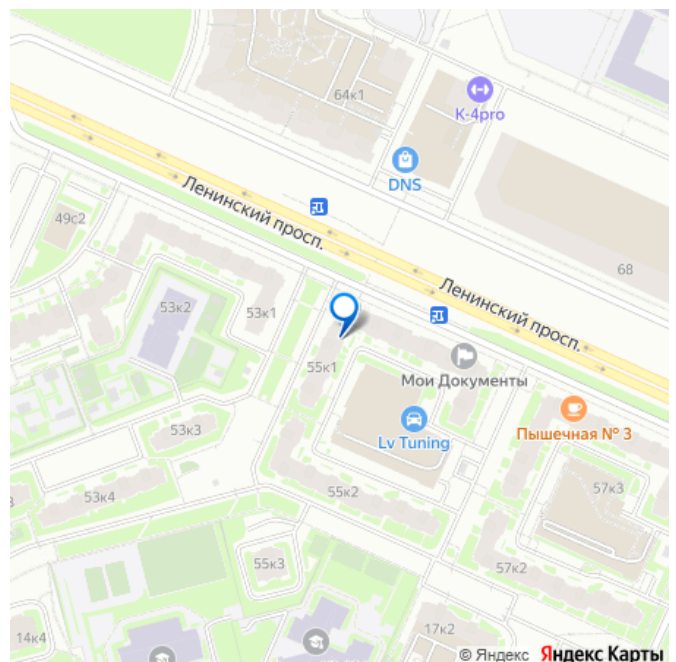 64к1
K-4pro
DNS
Ленинский просп.
49с2
68
Ленинский просп.
53к2
53к1
55к1
Мои Документы
Lv Tuning
Пышечная № 3
53к3
53к4
55к2
57к3
55к3
57к2
17к2
14к4
© Яндекс Яндекс Карты